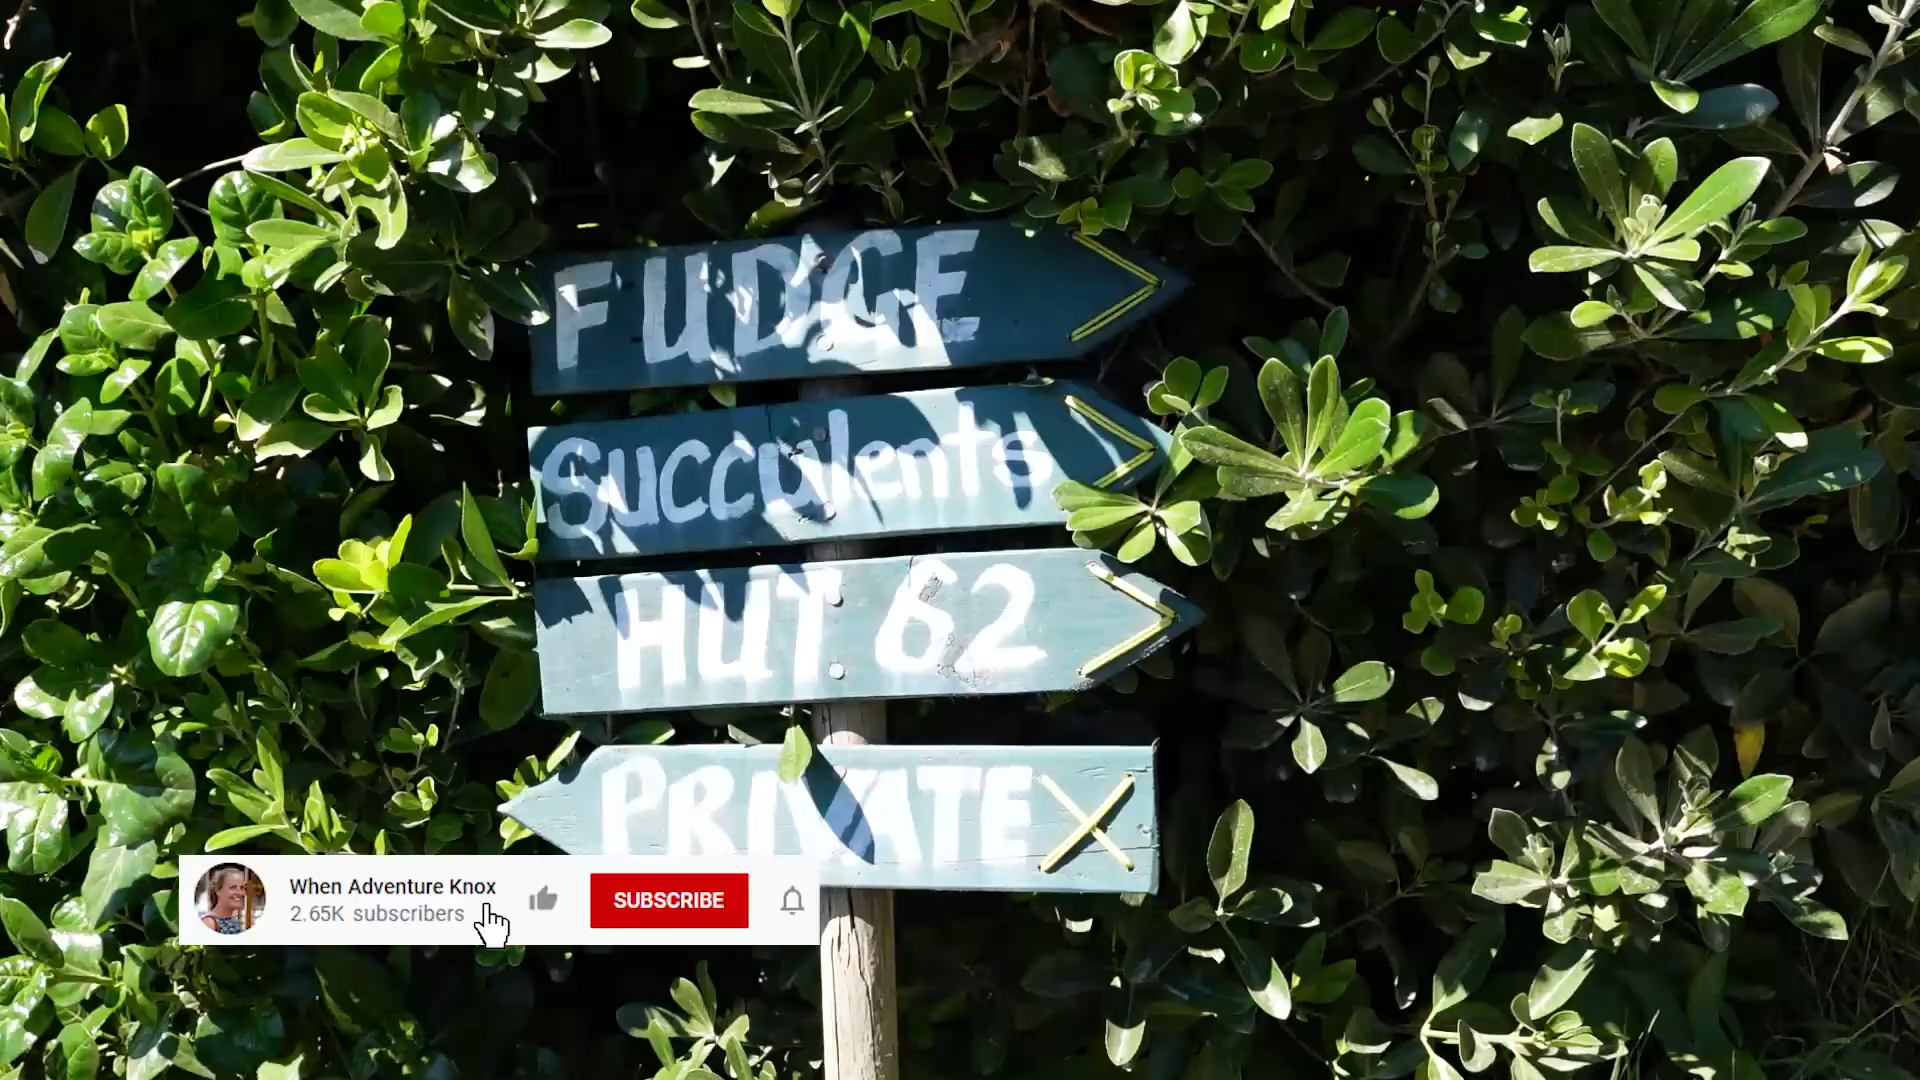 FUDGE
Succulents
HUT 62
PRIVATE X
When Adventure Knox
2.65K subscribers
SUBSCRIBE